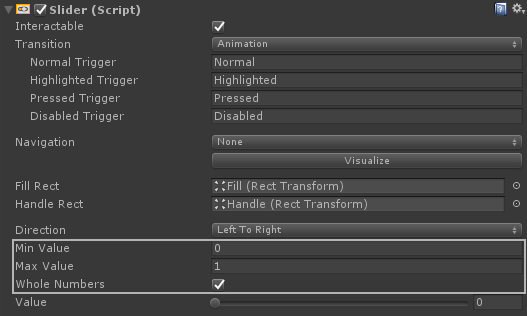 Slider (Script)
Interactable
Transition Animation
Normal Trigger Normal
Highlighted Trigger Highlighted
Pressed Trigger Pressed
Disabled Trigger Disabled
Navigation None
Visualize
Fill Rect Fill (Rect Transform)
Handle Rect Handle (Rect Transform)
Direction Left To Right
Min Value 0
Max Value 1
Whole Numbers
Value 0